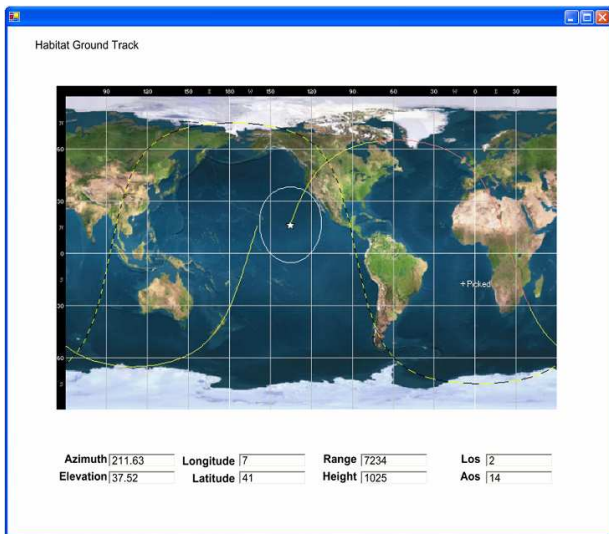 Habitat Ground Track
90 120 150 E 180 W 150 120 90 60 30 W 0 E 30
N
60
30
N
0
30
60
S
+ Picked
Azimuth 211.63 Longitude 7 Range 7234 Los 2
Elevation 37.52 Latitude 41 Height 1025 Aos 14